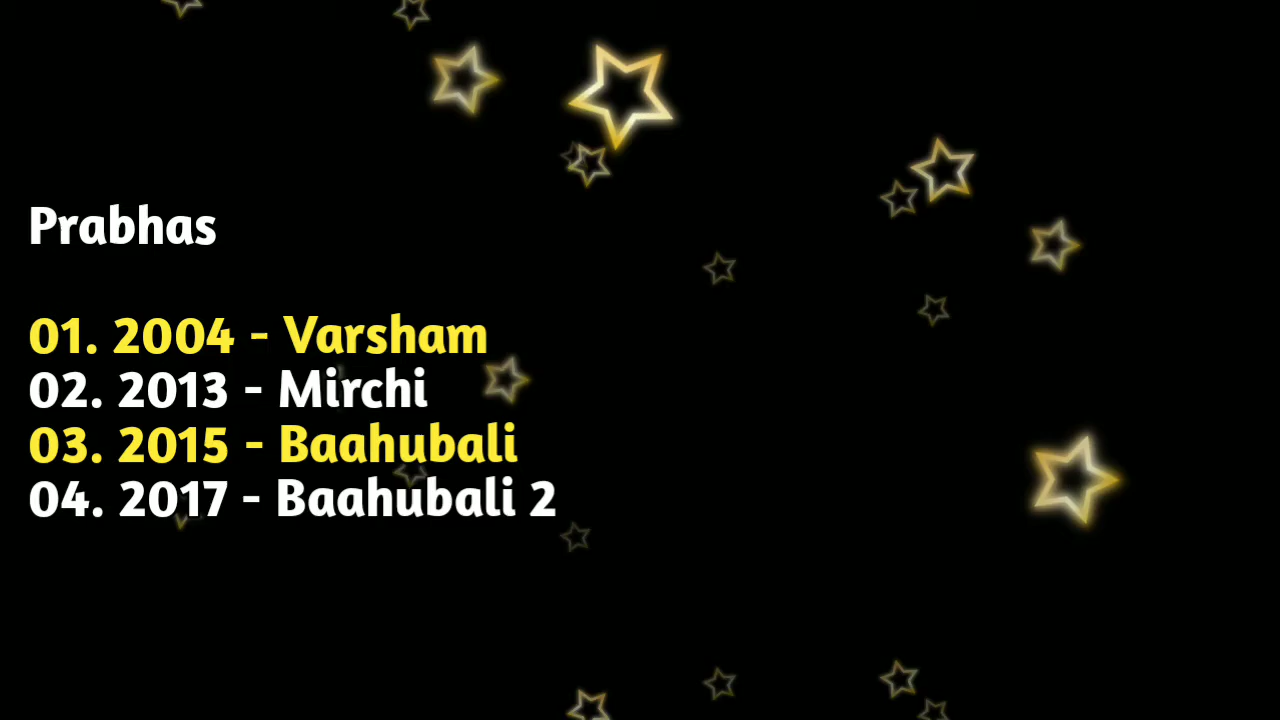 Prabhas
01. 2004 - Varsham
02. 2013 - Mirchi
03. 2015 - Baahubali
04. 2017 - Baahubali 2